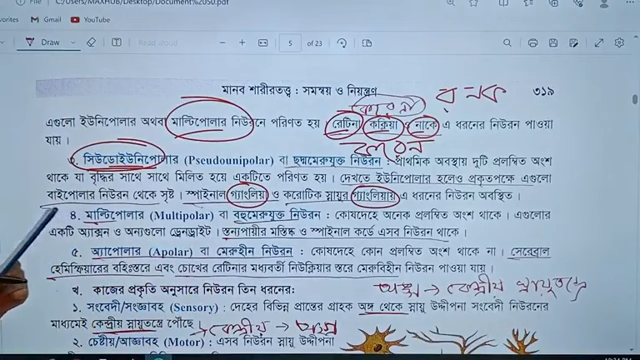 C:/Users/MAXHUB/Desktop/Document%2050.pdf
Gmail YouTube
Draw Read aloud 5 of 23
মানব শারীরতত্ত্ব : সমন্বয় ও নিয়ন্ত্রণ ৩১৯
এগুলো ইউনিপোলার অথবা মাল্টিপোলার নিউরনে পরিণত হয়। রেটিনা ককলিয়া ও নাকে এ ধরনের নিউরন পাওয়া
যায়।
৩. সিউডোইউনিপোলার (Pseudounipolar) বা ছদ্মমেরুযুক্ত নিউরন : প্রাথমিক অবস্থায় দুটি প্রলম্বিত অংশ
থাকে যা বৃদ্ধির সাথে সাথে মিলিত হয়ে একটিতে পরিণত হয়। দেখতে ইউনিপোলার হলেও প্রকৃতপক্ষে এগুলো
বাইপোলার নিউরন থেকে সৃষ্ট। স্পাইনাল গ্যাংলিয়া ও করোটিক স্নায়ুর গ্যাংলিয়ায় এ ধরনের নিউরন অবস্থিত।
৪. মাল্টিপোলার (Multipolar) বা বহুমেরুযুক্ত নিউরন : কোষদেহে অনেক প্রলম্বিত অংশ থাকে। এগুলোর
একটি অ্যাক্সন ও অন্যগুলো ড্রেনড্রাইট। স্তন্যপায়ীর মস্তিষ্ক ও স্পাইনাল কর্ডে এসব নিউরন থাকে।
৫. অ্যাপোলার (Apolar) বা মেরুহীন নিউরন : কোষদেহে কোন প্রলম্বিত অংশ থাকে না। সেরেব্রাল
হেমিস্ফিয়ারের বহিঃস্তরে এবং চোখের রেটিনার মধ্যবর্তী নিউক্লিয়ার স্তরে মেরুবিহীন নিউরন পাওয়া যায়।
খ. কাজের প্রকৃতি অনুসারে নিউরন তিন ধরনের:
অঙ্গ → কেন্দ্রীয় স্নায়ুতন্ত্রে
১. সংবেদী/সংজ্ঞাবহ (Sensory) : দেহের বিভিন্ন প্রান্তের গ্রাহক অঙ্গ থেকে স্নায়ু উদ্দীপনা সংবেদী নিউরনের
মাধ্যমেই কেন্দ্রীয় স্নায়ুতন্ত্রে পৌঁছে। কেন্দ্রীয় → অঙ্গ
২. চেষ্টীয়/আজ্ঞাবহ (Motor) : এসব নিউরন স্নায়ু উদ্দীপনা